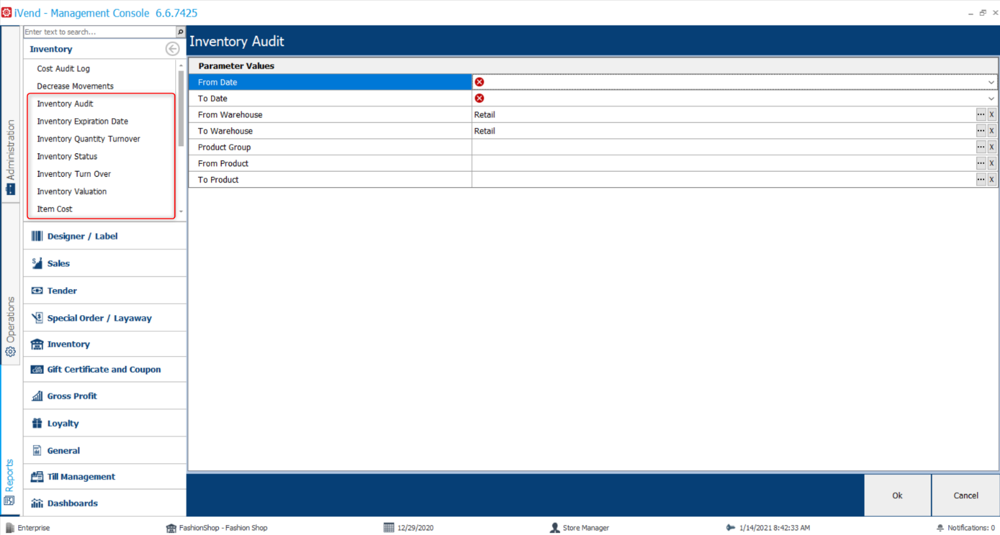 iVend - Management Console 6.6.7425
Enter text to search...
Inventory
Cost Audit Log
Decrease Movements
Inventory Audit
Inventory Expiration Date
Inventory Quantity Turnover
Inventory Status
Inventory Turn Over
Inventory Valuation
Item Cost
Designer / Label
Sales
Tender
Special Order / Layaway
Inventory
Gift Certificate and Coupon
Gross Profit
Loyalty
General
Till Management
Dashboards
Administration
Operations
Reports
Inventory Audit
Parameter Values
From Date
To Date
From Warehouse Retail ... X
To Warehouse Retail ... X
Product Group ... X
From Product ... X
To Product ... X
Ok Cancel
Enterprise FashionShop - Fashion Shop 12/29/2020 Store Manager 1/14/2021 8:42:33 AM Notifications: 0